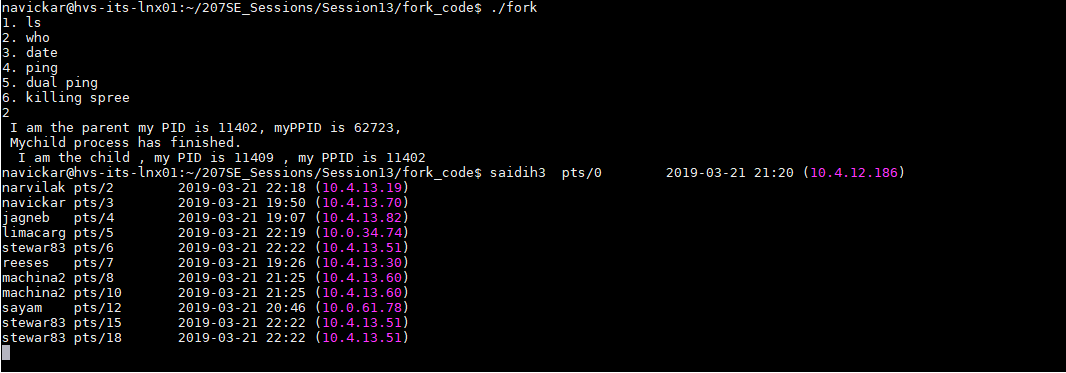 navickar@hvs-its-lnx01:~/207SE_Sessions/Session13/fork_code$ ./fork
1. ls
2. who
3. date
4. ping
5. dual ping
6. killing spree
2
 I am the parent my PID is 11402, myPPID is 62723,
 Mychild process has finished.
  I am the child , my PID is 11409 , my PPID is 11402
navickar@hvs-its-lnx01:~/207SE_Sessions/Session13/fork_code$ saidih3  pts/0        2019-03-21 21:20 (10.4.12.186)
narvilak pts/2        2019-03-21 22:18 (10.4.13.19)
navickar pts/3        2019-03-21 19:50 (10.4.13.70)
jagneb   pts/4        2019-03-21 19:07 (10.4.13.82)
limacarg pts/5        2019-03-21 22:19 (10.0.34.74)
stewar83 pts/6        2019-03-21 22:22 (10.4.13.51)
reeses   pts/7        2019-03-21 19:26 (10.4.13.30)
machina2 pts/8        2019-03-21 21:25 (10.4.13.60)
machina2 pts/10       2019-03-21 21:25 (10.4.13.60)
sayam    pts/12       2019-03-21 20:46 (10.0.61.78)
stewar83 pts/15       2019-03-21 22:22 (10.4.13.51)
stewar83 pts/18       2019-03-21 22:22 (10.4.13.51)